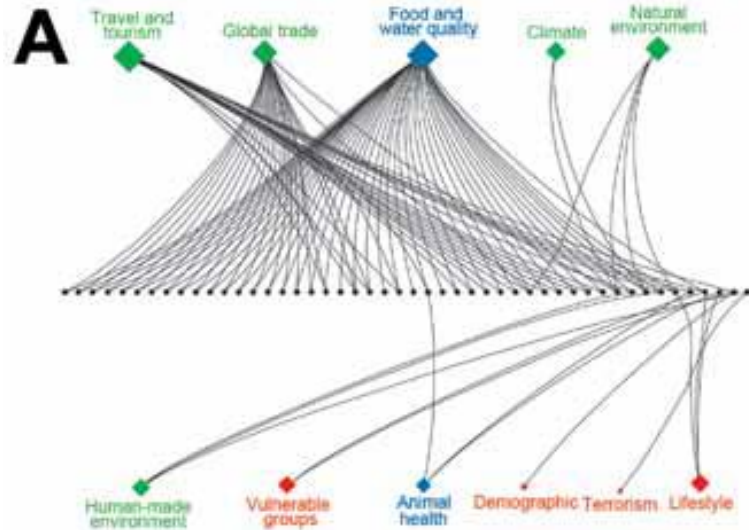 A
Travel and
tourism
Global trade
Food and
water quality
Climate
Natural
environment
Human-made
environment
Vulnerable
groups
Animal
health
Demographic
Terrorism
Lifestyle